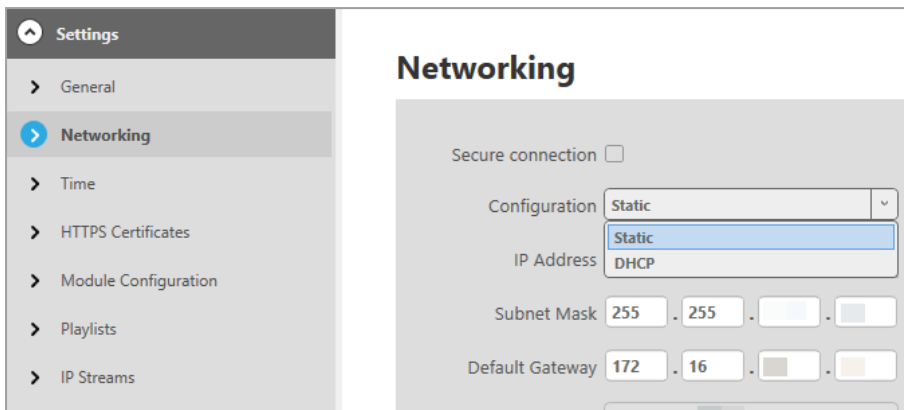 Settings
General
Networking
Time
HTTPS Certificates
Module Configuration
Playlists
IP Streams
Networking
Secure connection
Configuration Static
Static
IP Address
DHCP
Subnet Mask 255 . 255 . .
Default Gateway 172 . 16 . .